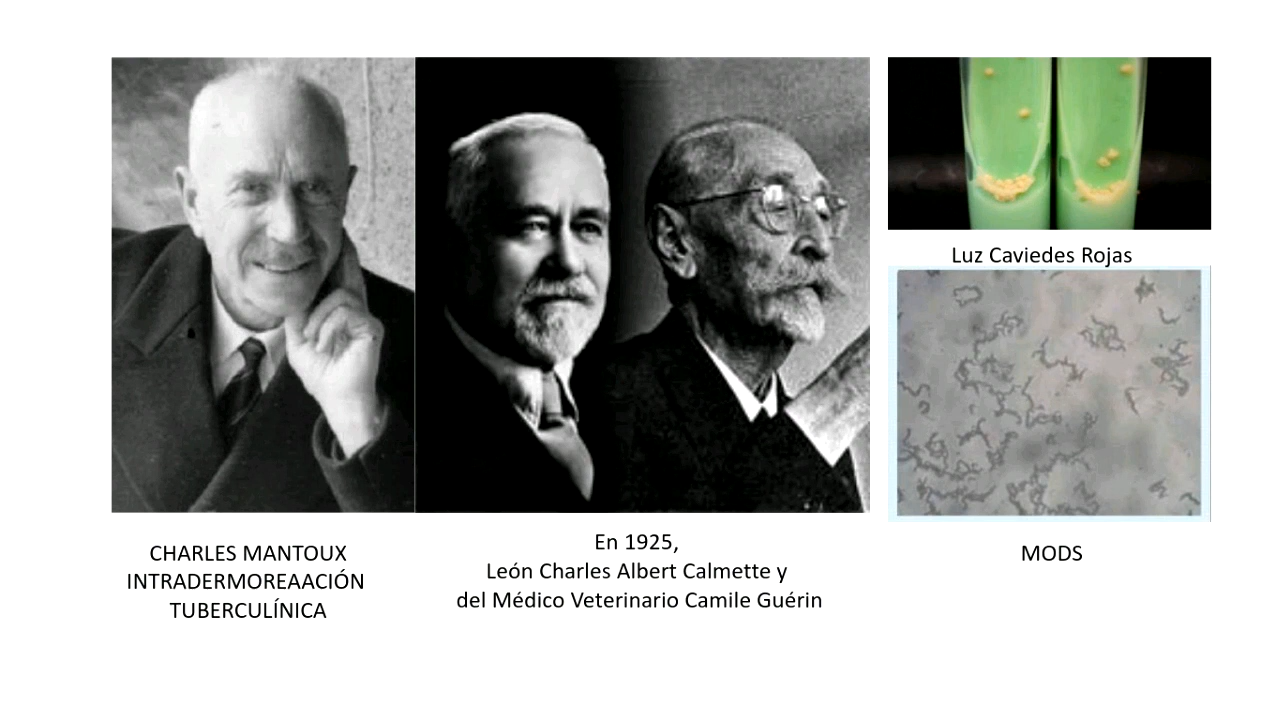 CHARLES MANTOUX
INTRADERMOREAACIÓN
TUBERCULÍNICA
En 1925,
León Charles Albert Calmette y
del Médico Veterinario Camile Guérin
Luz Caviedes Rojas
MODS